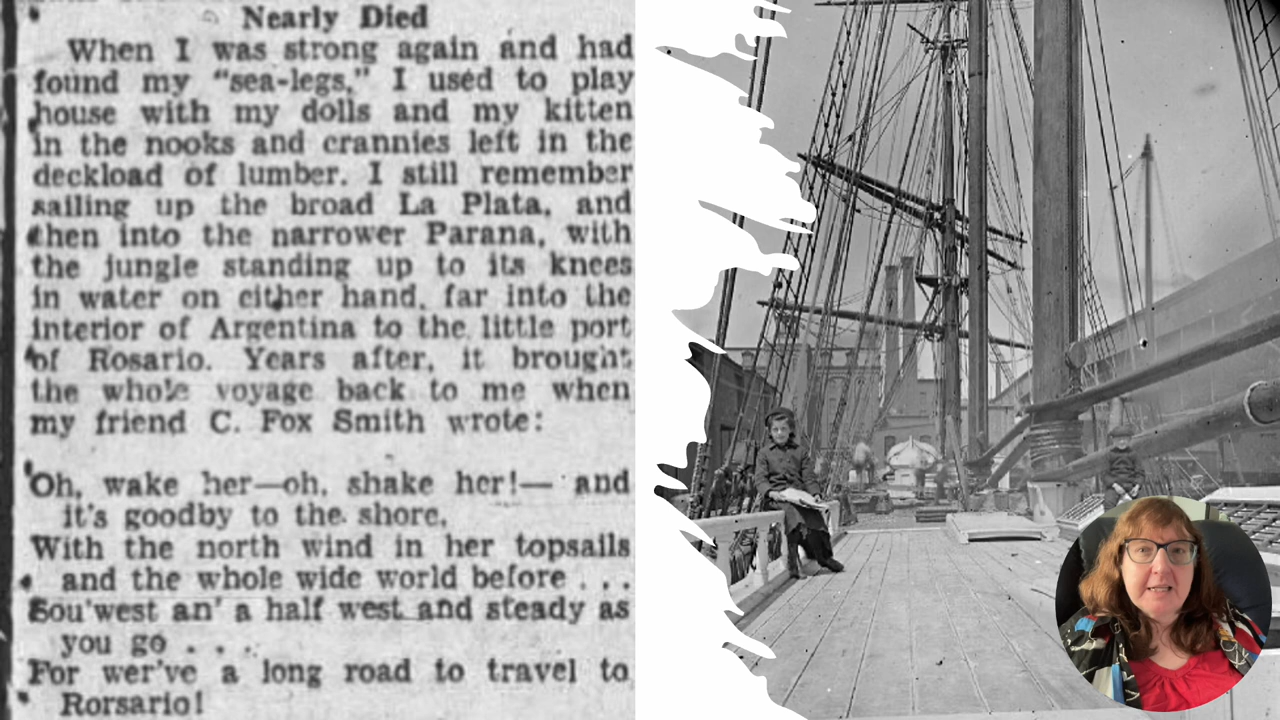 Nearly Died
When I was strong again and had
found my "sea-legs," I used to play
house with my dolls and my kitten
in the nooks and crannies left in the
deckload of lumber. I still remember
sailing up the broad La Plata, and
then into the narrower Parana, with
the jungle standing up to its knees
in water on either hand, far into the
interior of Argentina to the little port
of Rosario. Years after, it brought
the whole voyage back to me when
my friend C. Fox Smith wrote:
Oh, wake her—oh, shake her!— and
it's goodby to the shore,
With the north wind in her topsails
and the whole wide world before . . .
Sou'west an' a half west and steady as
you go . . .
For wer've a long road to travel to
Rorsario!